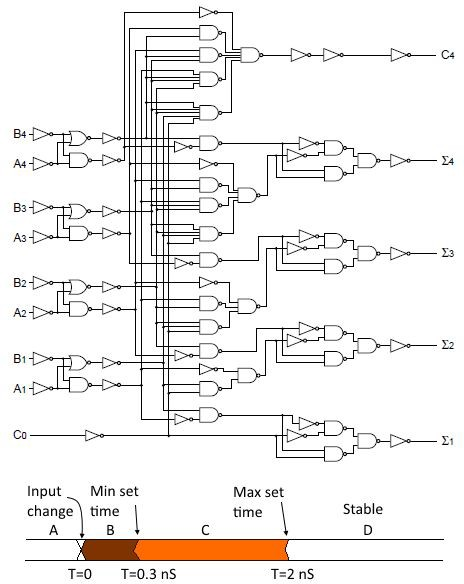 C4
B4
A4
Σ4
B3
A3
Σ3
B2
A2
Σ2
B1
A1
C0
Σ1
Input change
Min set time
Max set time
Stable
A
B
C
D
T=0
T=0.3 nS
T=2 nS